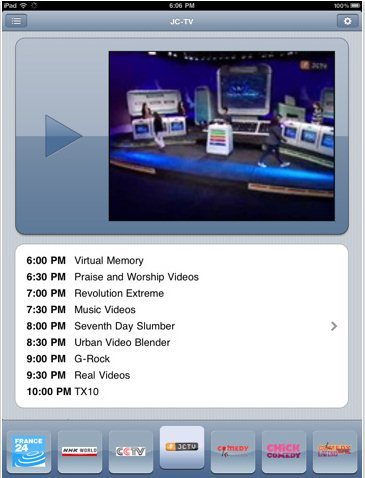 iPad 6:06 PM 100%
JC-TV
JCTV
6:00 PM Virtual Memory
6:30 PM Praise and Worship Videos
7:00 PM Revolution Extreme
7:30 PM Music Videos
8:00 PM Seventh Day Slumber
8:30 PM Urban Video Blender
9:00 PM G-Rock
9:30 PM Real Videos
10:00 PM TX10
FRANCE 24
NHK WORLD
CCTV
JCTV
COMEDY
CHICK COMEDY
COMEDY TIME